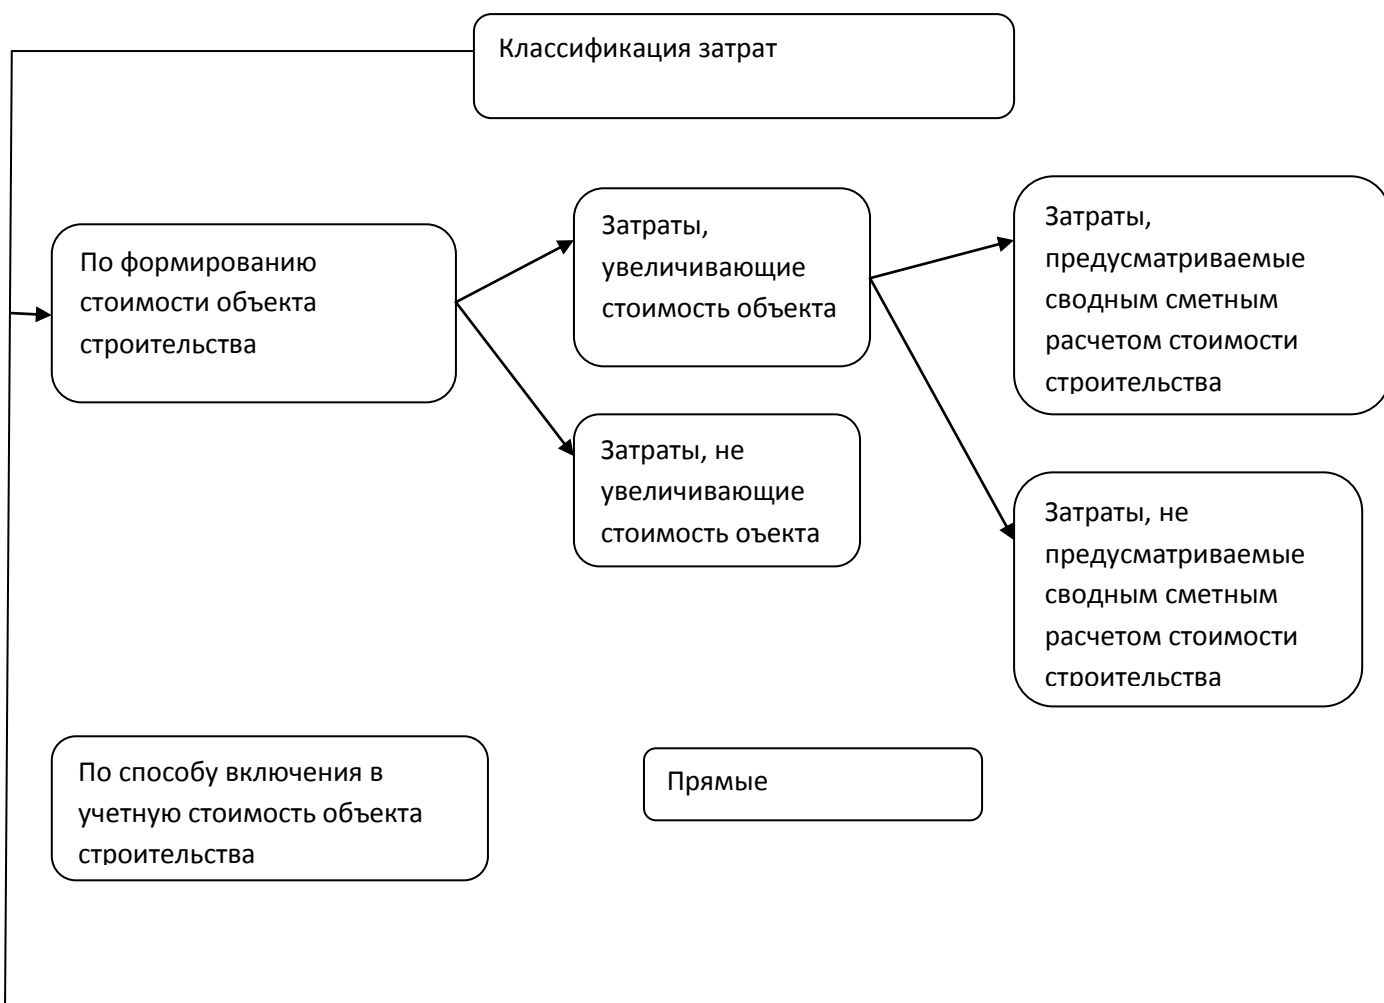 Классификация затрат
По формированию
стоимости объекта
строительства
Затраты,
увеличивающие
стоимость объекта
Затраты, не
увеличивающие
стоимость оъекта
Затраты,
предусматриваемые
сводным сметным
расчетом стоимости
строительства
Затраты, не
предусматриваемые
сводным сметным
расчетом стоимости
строительства
По способу включения в
учетную стоимость объекта
строительства
Прямые